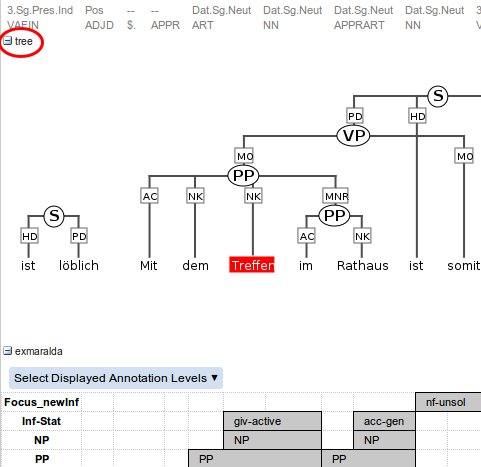 3.Sg.Pres.Ind Pos -- -- Dat.Sg.Neut Dat.Sg.Neut Dat.Sg.Neut Dat.Sg.Neut 3
VAFIN ADJD $. APPR ART NN APPRART NN V
tree
S
PD HD
VP
MO MO
PP
AC NK NK MNR
S PP
HD PD AC NK
ist löblich Mit dem Treffen im Rathaus ist somit
exmaralda
Select Displayed Annotation Levels ▼
Focus_newInf nf-unsol
Inf-Stat giv-active acc-gen
NP NP NP
PP PP PP